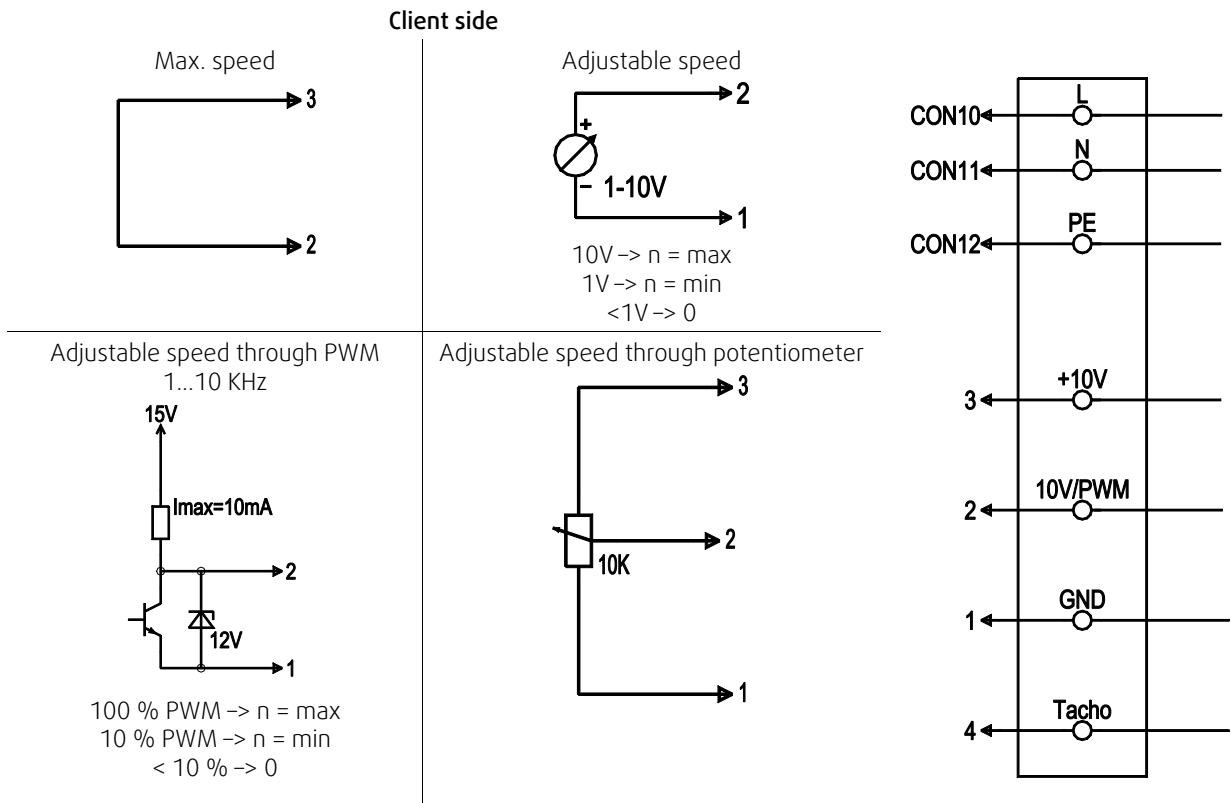 Client side
Max. speed
3
2
Adjustable speed
2
+
– 1-10V
1
10V –> n = max
1V –> n = min
<1V –> 0
Adjustable speed through PWM
1...10 KHz
15V
Imax=10mA
2
12V
1
100 % PWM –> n = max
10 % PWM –> n = min
< 10 % –> 0
Adjustable speed through potentiometer
3
2
10K
1
L
CON10
N
CON11
PE
CON12
+10V
3
10V/PWM
2
GND
1
Tacho
4